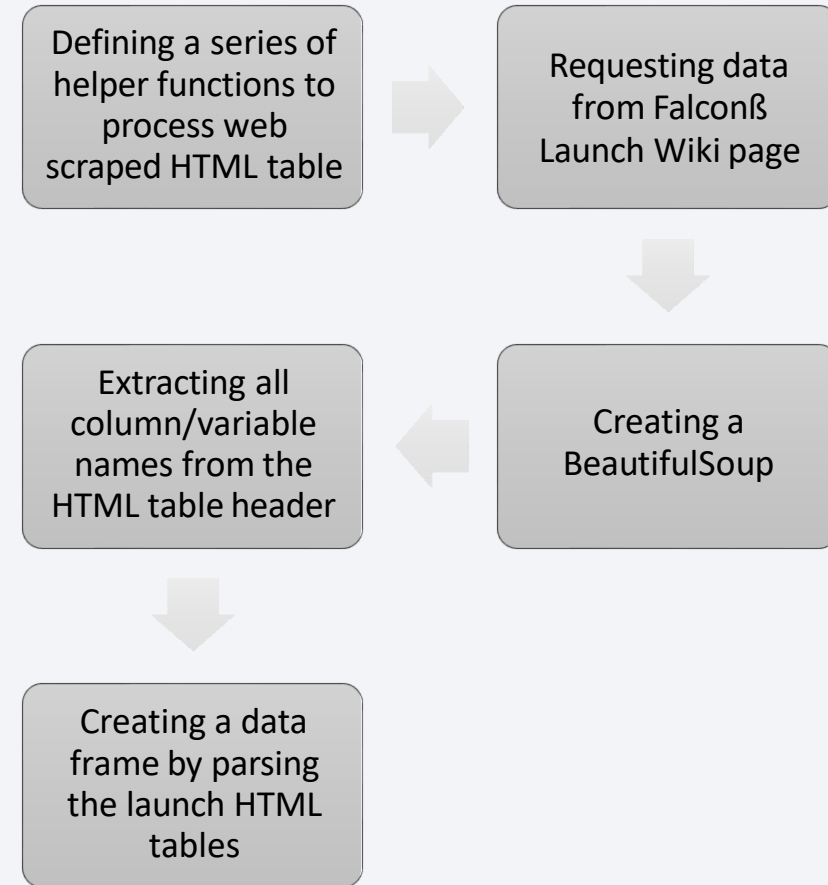 Defining a series of
helper functions to
process web
scraped HTML table
Requesting data
from Falconß
Launch Wiki page
Creating a
BeautifulSoup
Extracting all
column/variable
names from the
HTML table header
Creating a data
frame by parsing
the launch HTML
tables